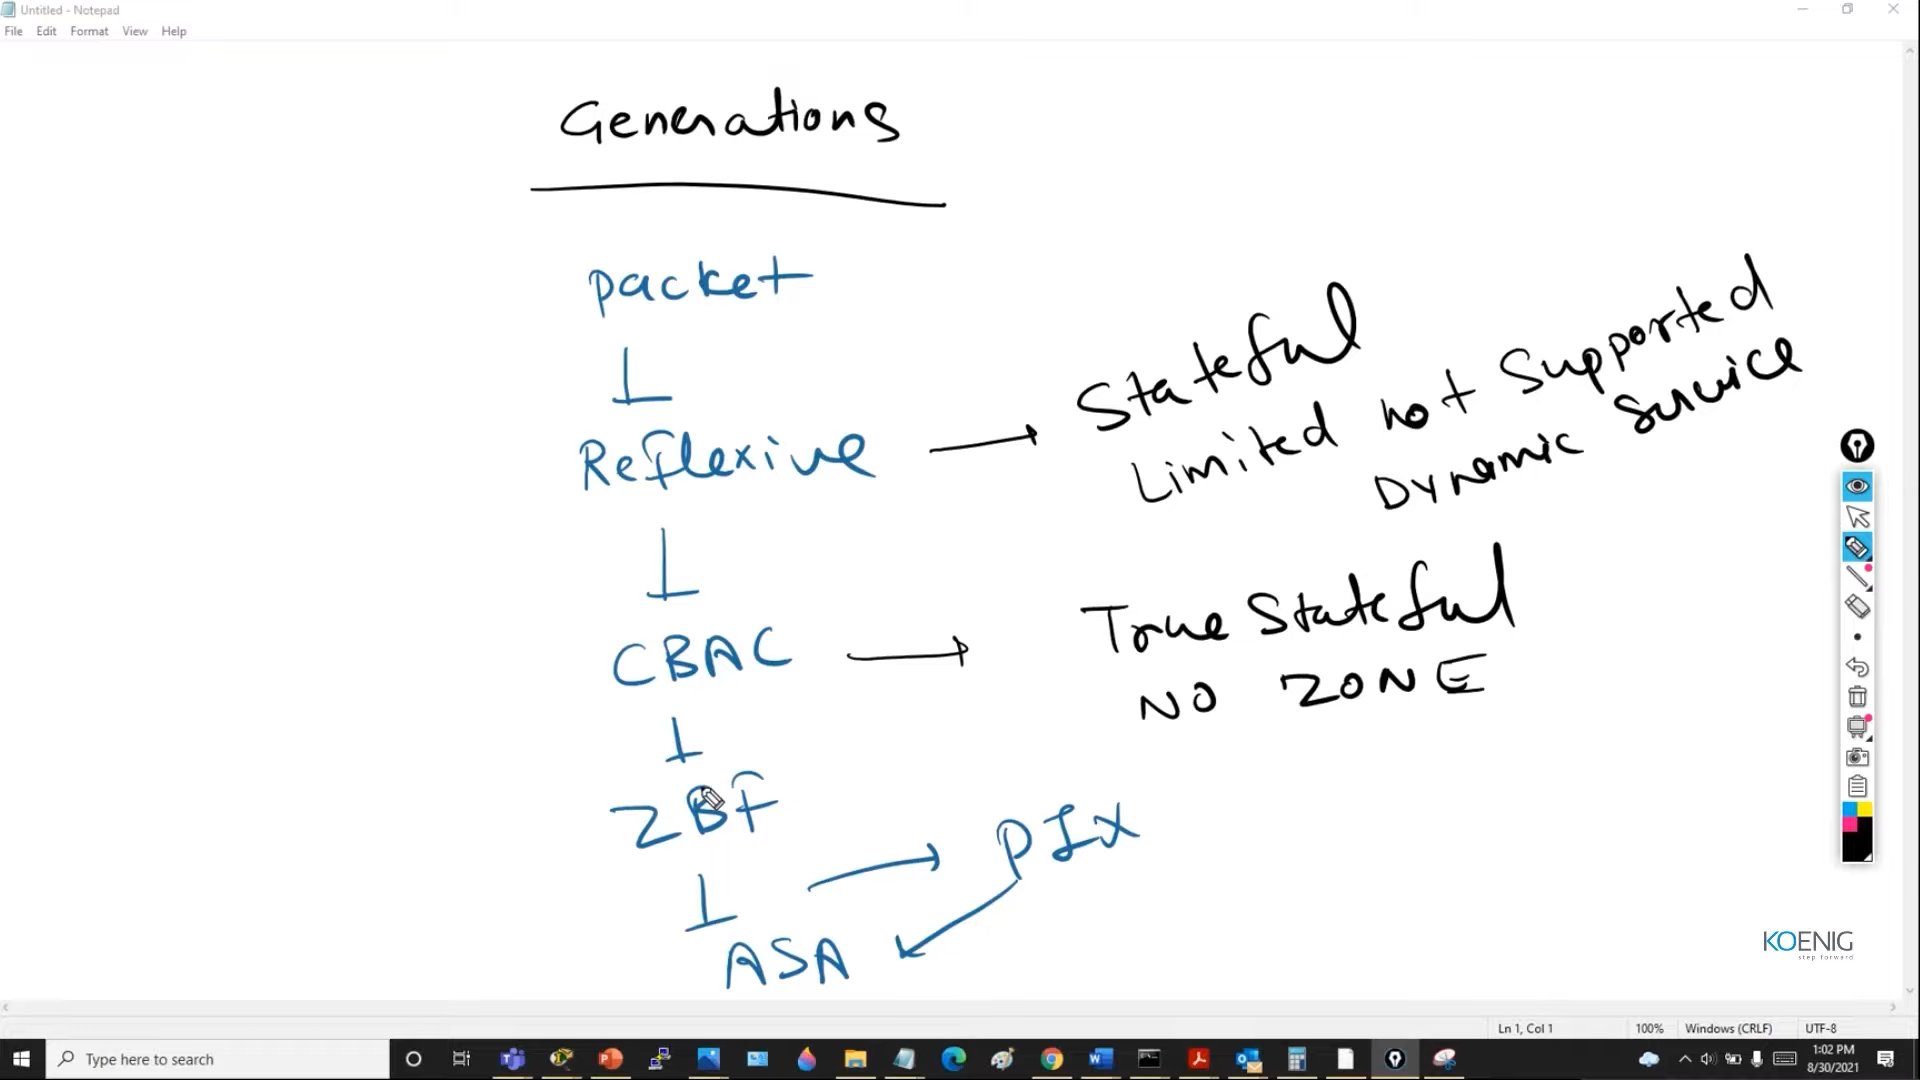 Untitled - Notepad
File Edit Format View Help
Generations
packet
Reflexive
Stateful
Limited not Supported
Dynamic Service
CBAC
True Stateful
NO ZONE
ZBF
PIX
ASA
KOENIG
step forward
Ln 1, Col 1 100% Windows (CRLF) UTF-8
Type here to search
1:02 PM
8/30/2021